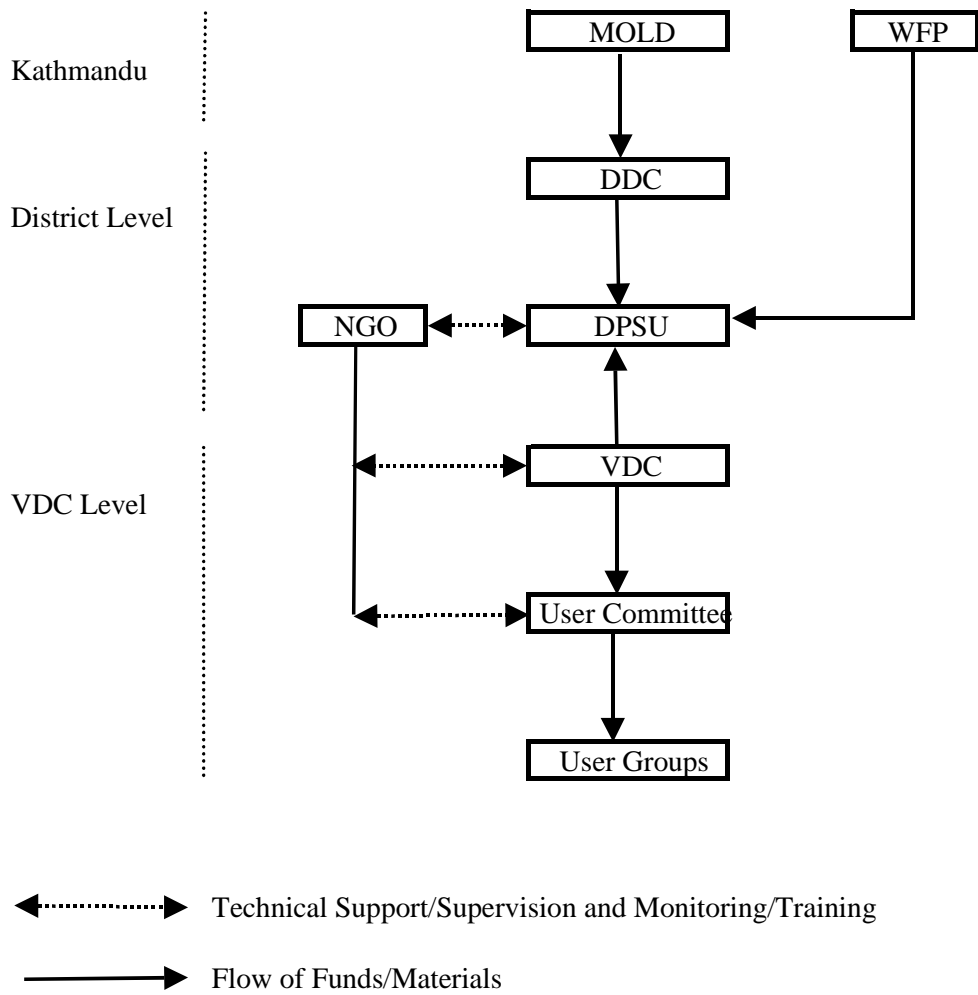 MOLD
WFP
Kathmandu
DDC
District Level
NGO
DPSU
VDC
VDC Level
User Committee
User Groups
Technical Support/Supervision and Monitoring/Training
Flow of Funds/Materials